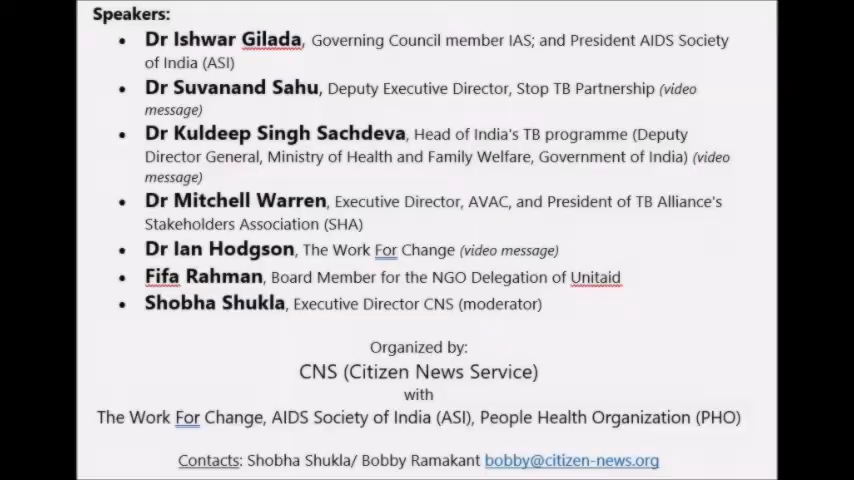 Speakers:
• Dr Ishwar Gilada, Governing Council member IAS; and President AIDS Society
of India (ASI)
• Dr Suvanand Sahu, Deputy Executive Director, Stop TB Partnership (video
message)
• Dr Kuldeep Singh Sachdeva, Head of India's TB programme (Deputy
Director General, Ministry of Health and Family Welfare, Government of India) (video
message)
• Dr Mitchell Warren, Executive Director, AVAC, and President of TB Alliance's
Stakeholders Association (SHA)
• Dr Ian Hodgson, The Work For Change (video message)
• Fifa Rahman, Board Member for the NGO Delegation of Unitaid
• Shobha Shukla, Executive Director CNS (moderator)
Organized by:
CNS (Citizen News Service)
with
The Work For Change, AIDS Society of India (ASI), People Health Organization (PHO)
Contacts: Shobha Shukla/ Bobby Ramakant bobby@citizen-news.org